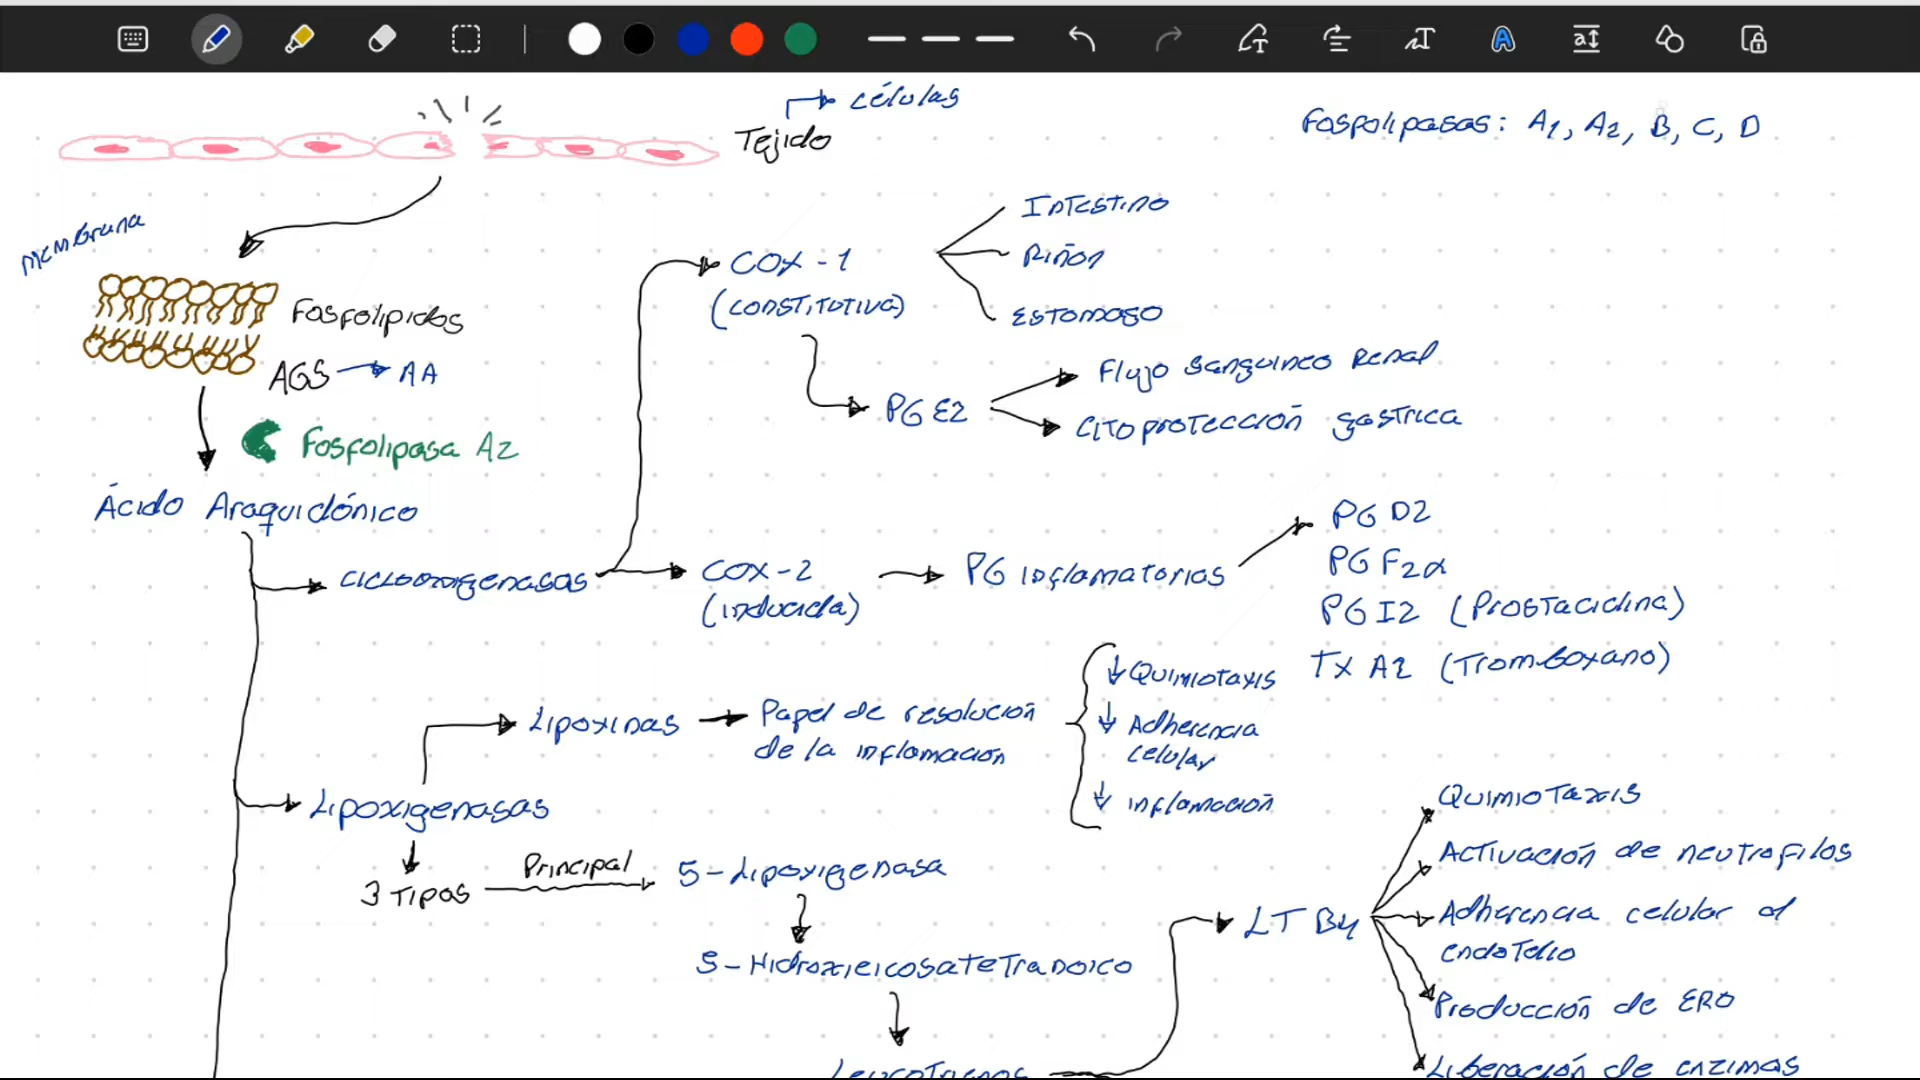 células
Tejido
Fosfolipasas: A1, A2, B, C, D
membrana
Intestino
COX-1
Riñón
(constitutiva)
Estomago
Fosfolipidos
AGS → AA
Flujo sanguineo renal
PG E2
Citoprotección gastrica
Fosfolipasa A2
Ácido Araquidónico
PG D2
PG F2α
Ciclooxigenasas
COX-2
(inducida)
PG inflamatorias
PG I2 (Prostaciclina)
TX A2 (Tromboxano)
Lipoxinas
Papel de resolución
de la inflamación
↓ Quimiotaxis
↓ Adherencia
celular
↓ inflamación
Lipoxigenasas
3 Tipos
Principal
5-Lipoxigenasa
5-Hidroxieicosatetranoico
Leucotrienos
LT B4
Quimiotaxis
Activación de neutrofilos
Adherencia celular al
endotelio
Producción de ERO
Liberación de enzimas